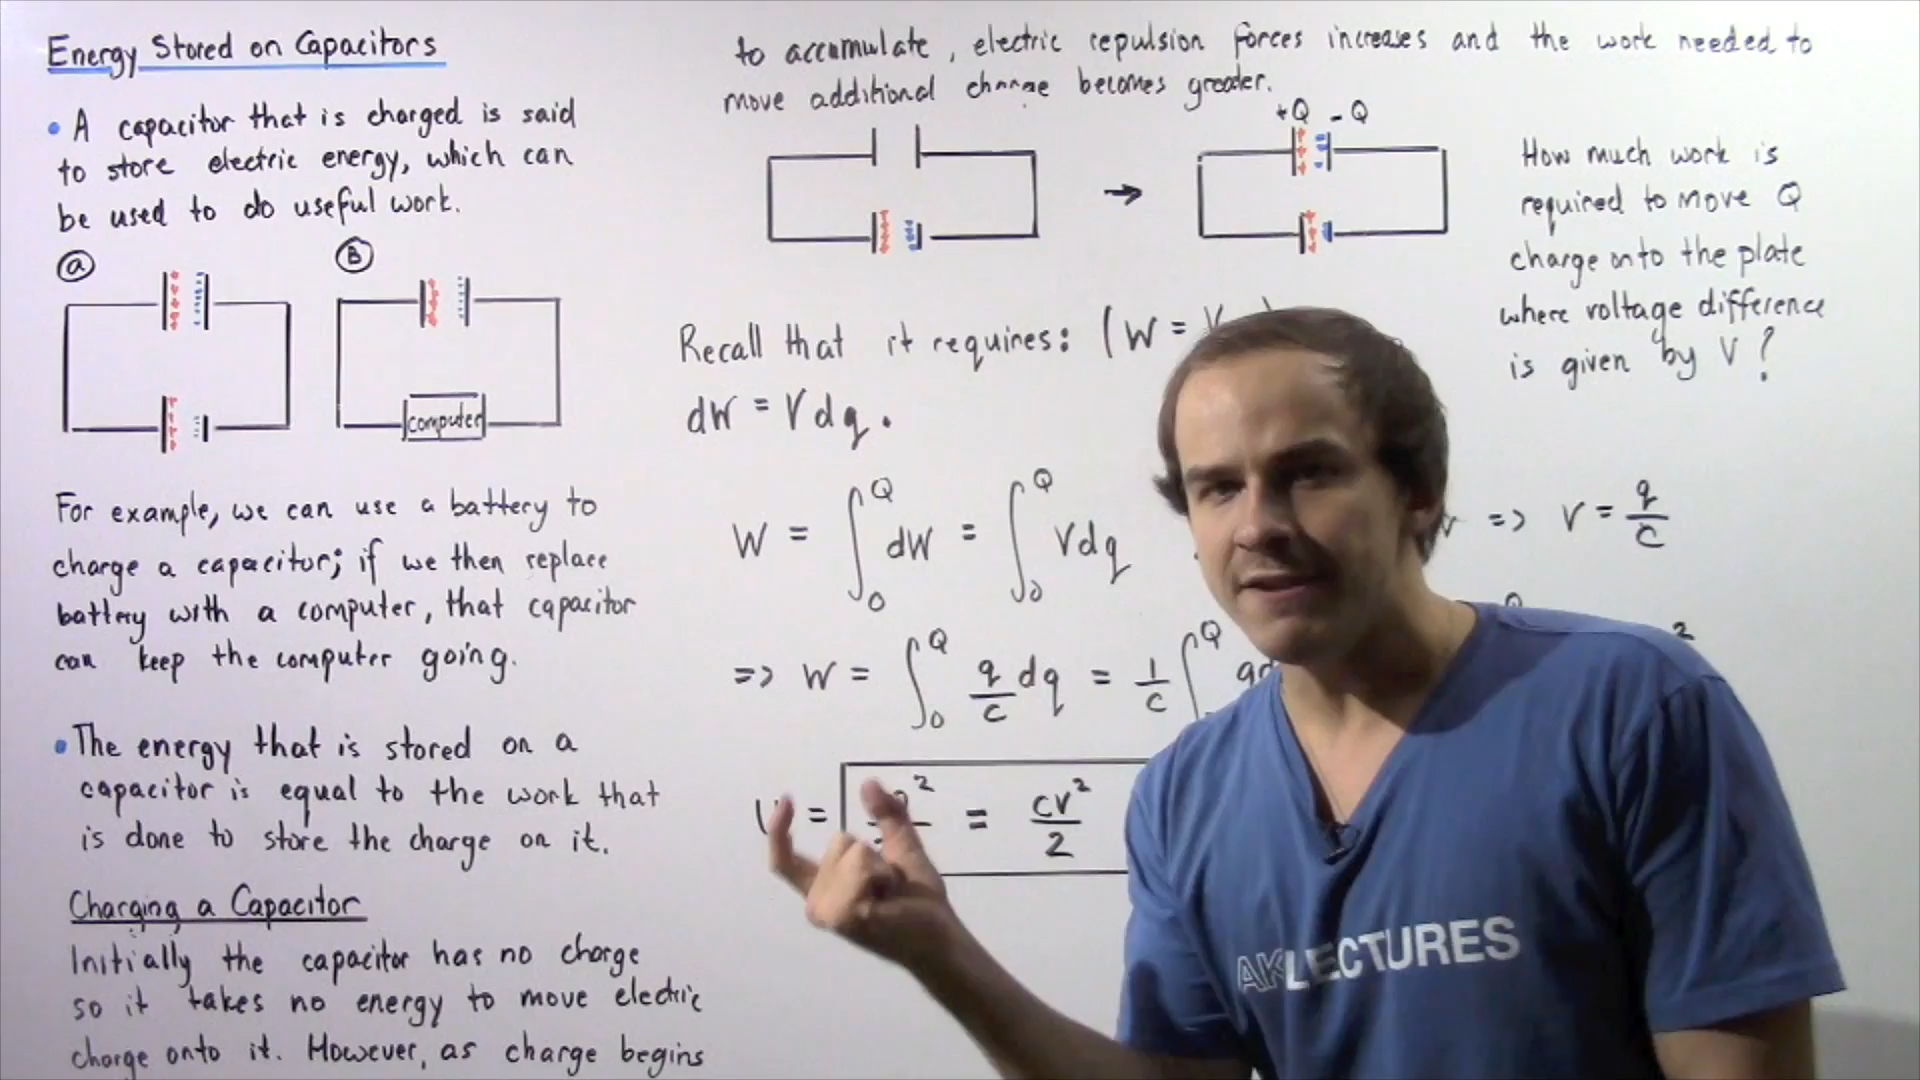 Energy Stored on Capacitors
• A capacitor that is charged is said
to store electric energy, which can
be used to do useful work.
a
B
computer
For example, we can use a battery to
charge a capacitor; if we then replace
battery with a computer, that capacitor
can keep the computer going.
• The energy that is stored on a
capacitor is equal to the work that
is done to store the charge on it.
Charging a Capacitor
Initially the capacitor has no charge
so it takes no energy to move electric
charge onto it. However, as charge begins
to accumulate, electric repulsion forces increases and the work needed to
move additional charge becomes greater.
+Q -Q
→
How much work is
required to move Q
charge onto the plate
where voltage difference
is given by V?
Recall that it requires: (W = V
dW = Vdq.
W = ∫₀^Q dW = ∫₀^Q Vdq
=> V = q/C
=> W = ∫₀^Q q/C dq = 1/C ∫ Q q
U = ² = CV²/2
AKLECTURES